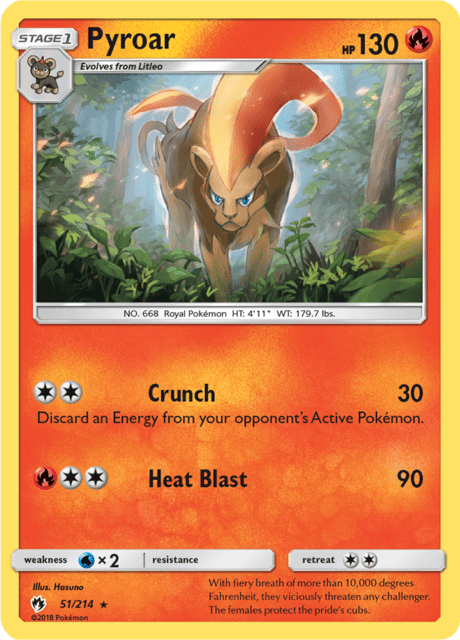 STAGE 1
Pyroar
HP 130
Evolves from Litleo
NO. 668 Royal Pokémon HT: 4'11" WT: 179.7 lbs.
Crunch 30
Discard an Energy from your opponent's Active Pokémon.
Heat Blast 90
weakness ×2 resistance retreat
Illus. Hasuno
51/214 ★
©2018 Pokémon
With fiery breath of more than 10,000 degrees
Fahrenheit, they viciously threaten any challenger.
The females protect the pride's cubs.